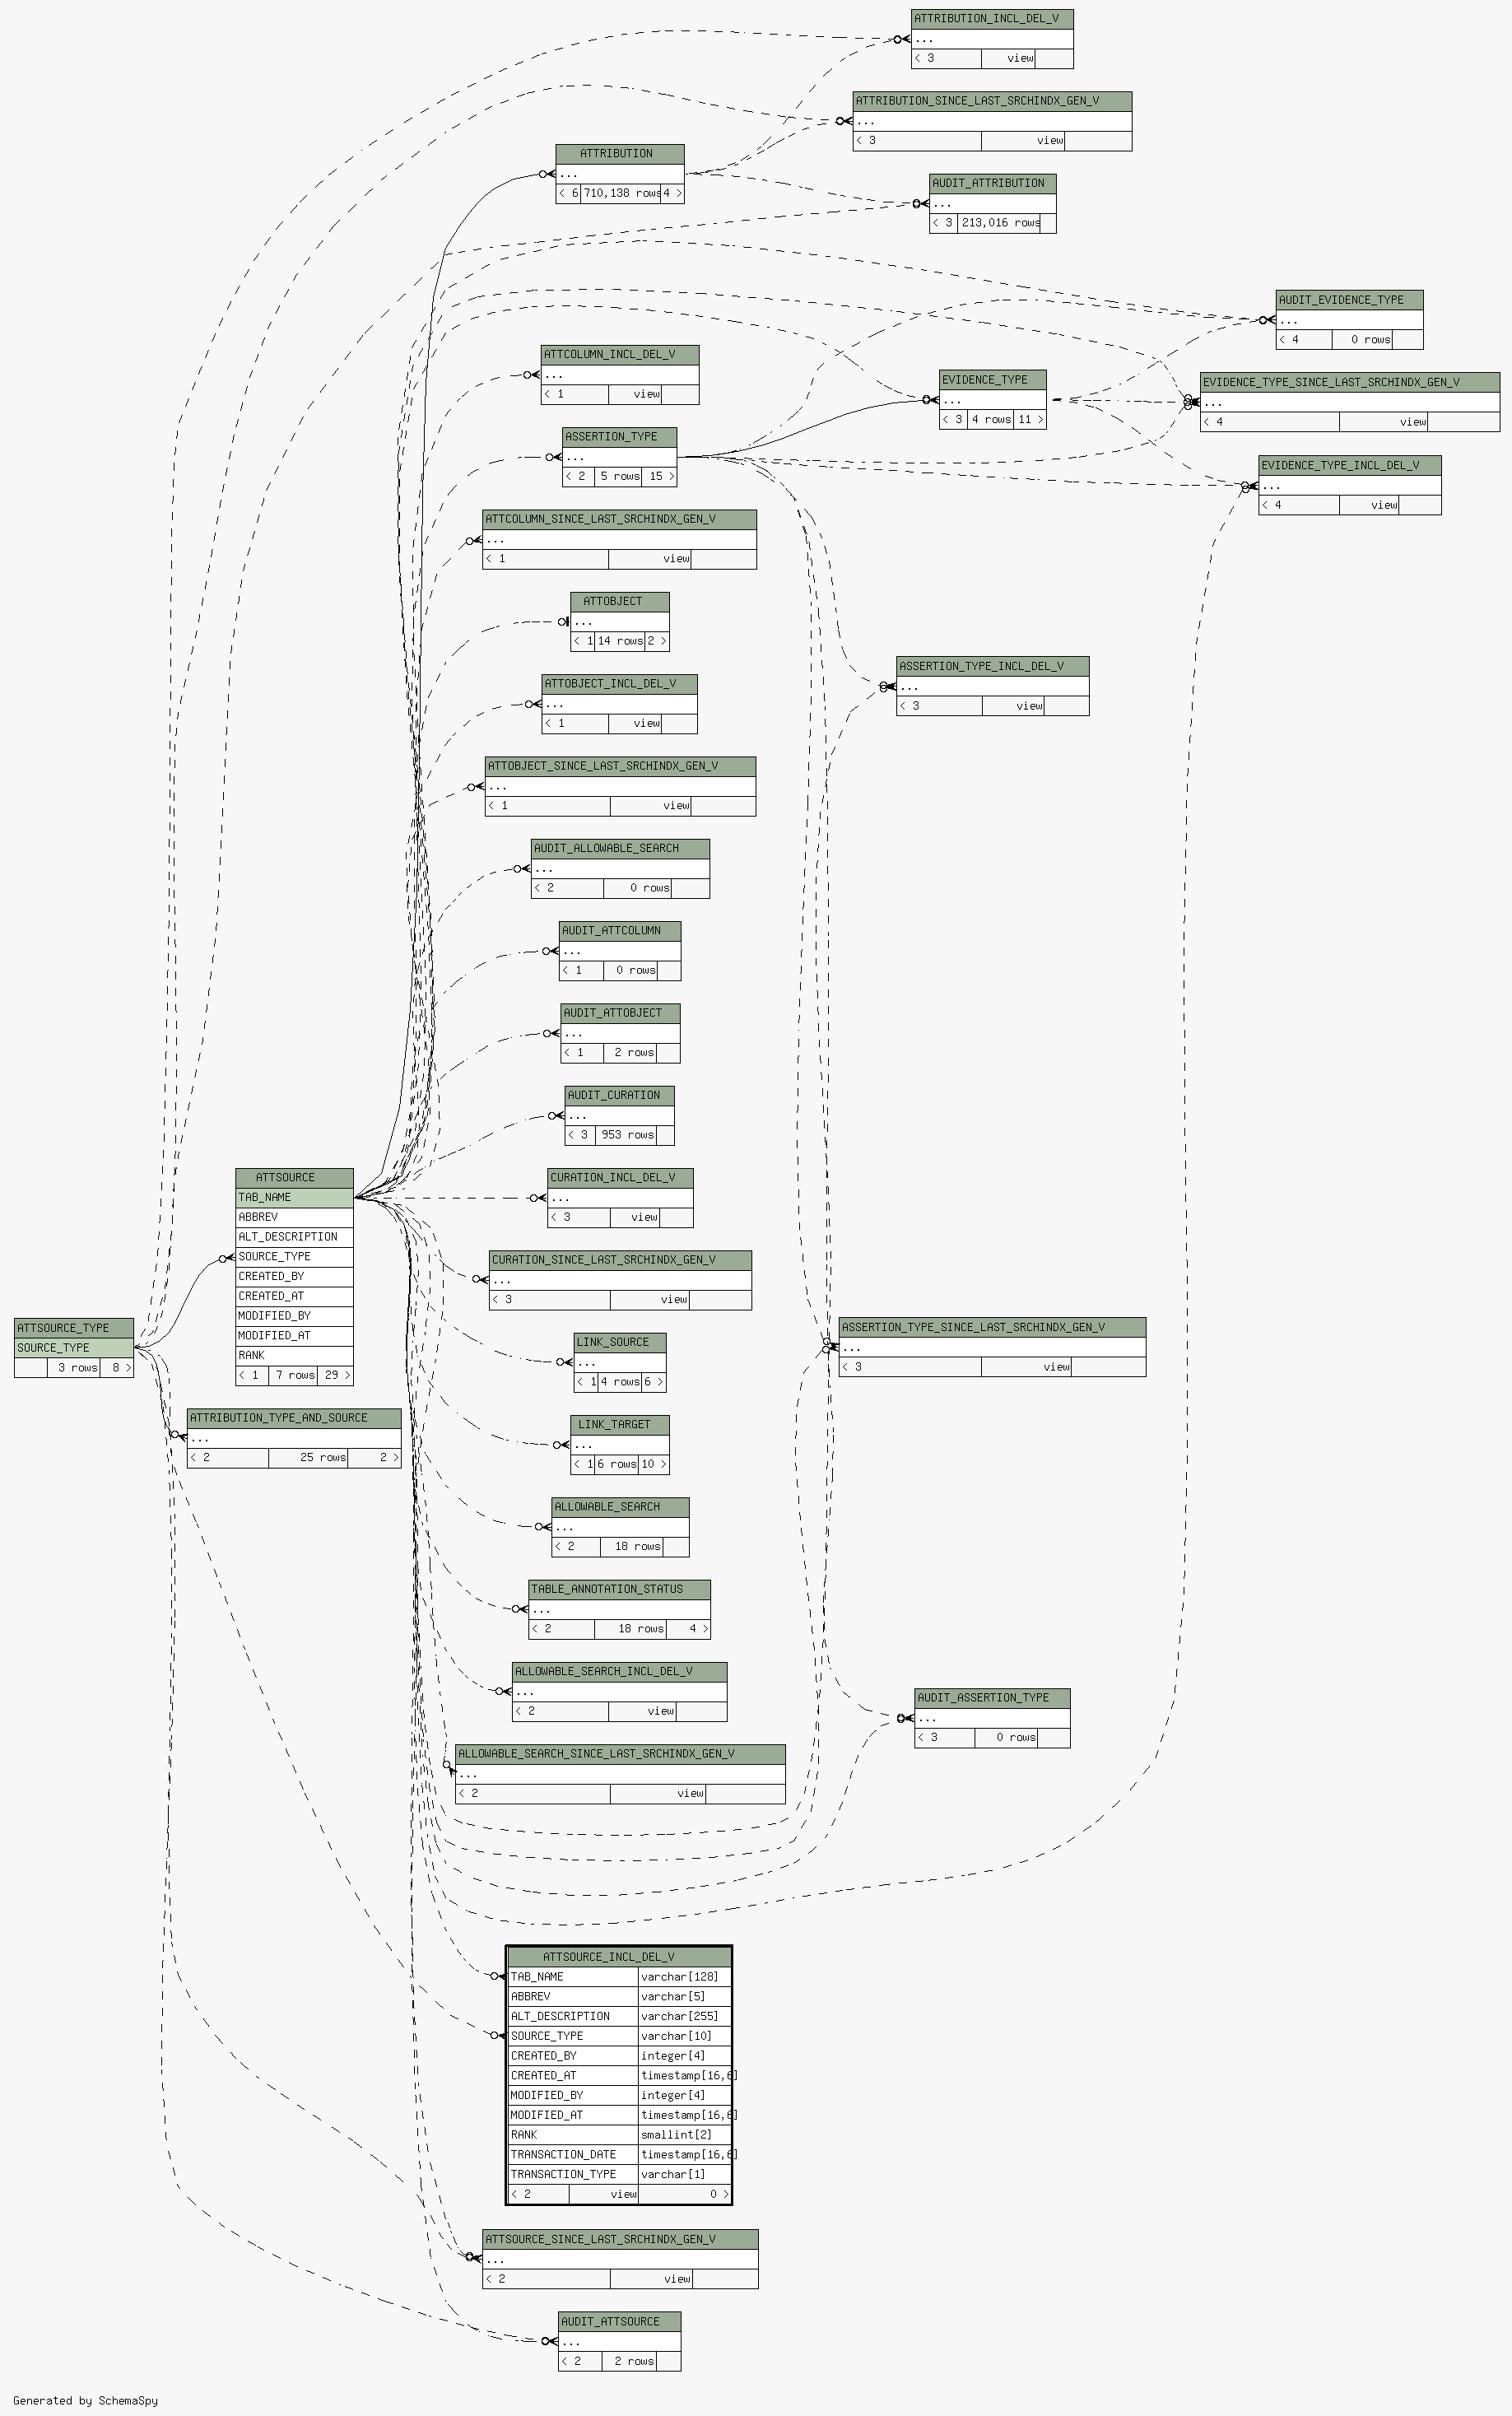 ATTRIBUTION_INCL_DEL_V
...
< 3 view
ATTRIBUTION_SINCE_LAST_SRCHINDX_GEN_V
...
< 3 view
ATTRIBUTION
...
< 6 710,138 rows 4 >
AUDIT_ATTRIBUTION
...
< 3 213,016 rows
AUDIT_EVIDENCE_TYPE
...
< 4 0 rows
ATTCOLUMN_INCL_DEL_V
...
< 1 view
EVIDENCE_TYPE
...
< 3 4 rows 11 >
EVIDENCE_TYPE_SINCE_LAST_SRCHINDX_GEN_V
...
< 4 view
ASSERTION_TYPE
...
< 2 5 rows 15 >
EVIDENCE_TYPE_INCL_DEL_V
...
< 4 view
ATTCOLUMN_SINCE_LAST_SRCHINDX_GEN_V
...
< 1 view
ATTOBJECT
...
< 1 14 rows 2 >
ASSERTION_TYPE_INCL_DEL_V
...
< 3 view
ATTOBJECT_INCL_DEL_V
...
< 1 view
ATTOBJECT_SINCE_LAST_SRCHINDX_GEN_V
...
< 1 view
AUDIT_ALLOWABLE_SEARCH
...
< 2 0 rows
AUDIT_ATTCOLUMN
...
< 1 0 rows
AUDIT_ATTOBJECT
...
< 1 2 rows
AUDIT_CURATION
...
< 3 953 rows
ATTSOURCE
TAB_NAME
ABBREV
ALT_DESCRIPTION
SOURCE_TYPE
CREATED_BY
CREATED_AT
MODIFIED_BY
MODIFIED_AT
RANK
< 1 7 rows 29 >
CURATION_INCL_DEL_V
...
< 3 view
CURATION_SINCE_LAST_SRCHINDX_GEN_V
...
< 3 view
ATTSOURCE_TYPE
SOURCE_TYPE
3 rows 8 >
LINK_SOURCE
...
< 1 4 rows 6 >
ASSERTION_TYPE_SINCE_LAST_SRCHINDX_GEN_V
...
< 3 view
ATTRIBUTION_TYPE_AND_SOURCE
...
< 2 25 rows 2 >
LINK_TARGET
...
< 1 6 rows 10 >
ALLOWABLE_SEARCH
...
< 2 18 rows
TABLE_ANNOTATION_STATUS
...
< 2 18 rows 4 >
ALLOWABLE_SEARCH_INCL_DEL_V
...
< 2 view
AUDIT_ASSERTION_TYPE
...
< 3 0 rows
ALLOWABLE_SEARCH_SINCE_LAST_SRCHINDX_GEN_V
...
< 2 view
ATTSOURCE_INCL_DEL_V
TAB_NAME varchar[128]
ABBREV varchar[5]
ALT_DESCRIPTION varchar[255]
SOURCE_TYPE varchar[10]
CREATED_BY integer[4]
CREATED_AT timestamp[16,6]
MODIFIED_BY integer[4]
MODIFIED_AT timestamp[16,6]
RANK smallint[2]
TRANSACTION_DATE timestamp[16,6]
TRANSACTION_TYPE varchar[1]
< 2 view 0 >
ATTSOURCE_SINCE_LAST_SRCHINDX_GEN_V
...
< 2 view
AUDIT_ATTSOURCE
...
< 2 2 rows
Generated by SchemaSpy